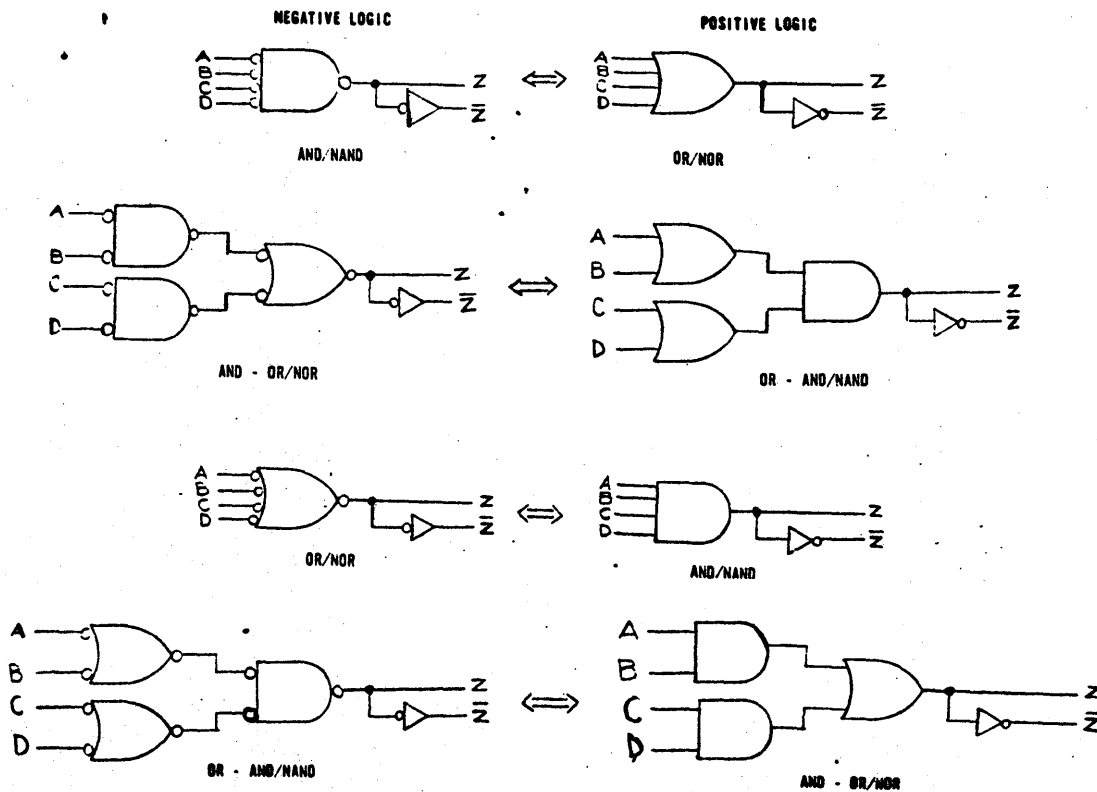 NEGATIVE LOGIC
POSITIVE LOGIC
A
B
C
D
Z
Z̅
AND/NAND
A
B
C
D
Z
Z̅
OR/NOR
A
B
C
D
Z
Z̅
AND - OR/NOR
A
B
C
D
Z
Z̅
OR - AND/NAND
A
B
C
D
Z
Z̅
OR/NOR
A
B
C
D
Z
Z̅
AND/NAND
A
B
C
D
Z
Z̅
OR - AND/NAND
A
B
C
D
Z
Z̅
AND - OR/NOR